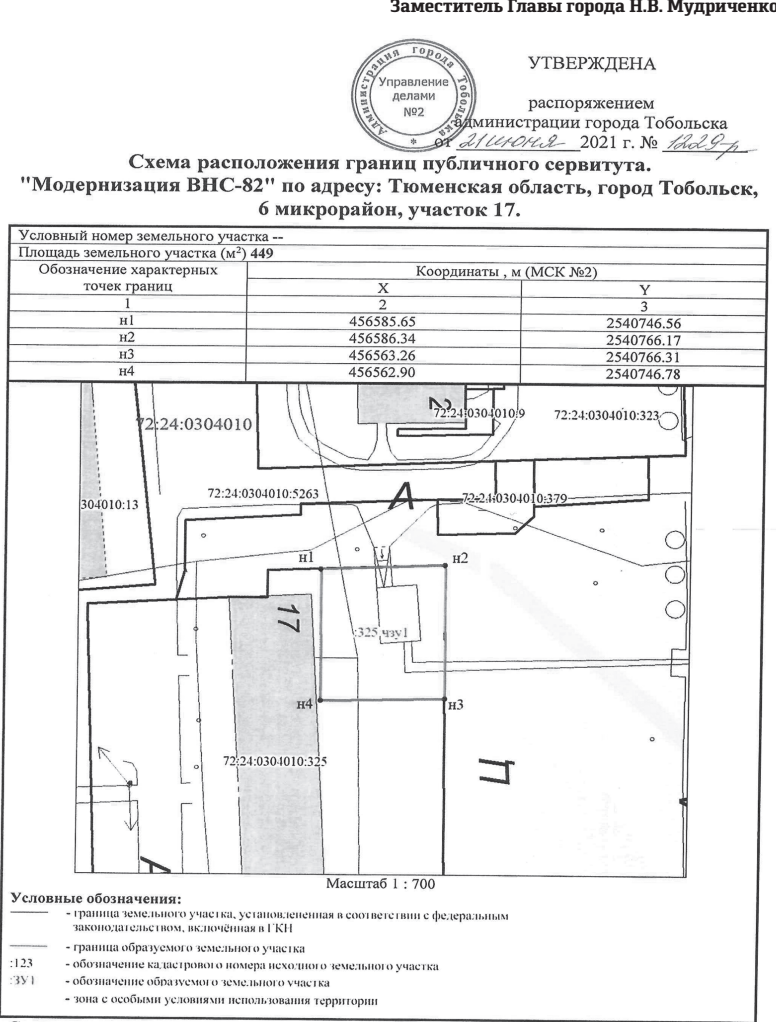 Заместитель Главы города Н.В. Мудриченко
Администрация города Тобольска
Управление
делами
№2
УТВЕРЖДЕНА
распоряжением
администрации города Тобольска
от 21 июня 2021 г. № 1229-р
Схема расположения границ публичного сервитута.
"Модернизация ВНС-82" по адресу: Тюменская область, город Тобольск,
6 микрорайон, участок 17.
Условный номер земельного участка --
Площадь земельного участка (м²) 449
Обозначение характерных точек границ
Координаты , м (МСК №2)
X Y
1 2 3
н1 456585.65 2540746.56
н2 456586.34 2540766.17
н3 456563.26 2540766.31
н4 456562.90 2540746.78
2
72:24:0304010:9
72:24:0304010:323
72:24:0304010
72:24:0304010:5263
А
72:24:0304010:379
304010:13
н1
н2
17
:325 чзу1
н4
н3
72:24:0304010:325
П
А
Масштаб 1 : 700
Условные обозначения:
- граница земельного участка, установлененная в соответствии с федеральным
законодательством, включённая в ГКН
- граница образуемого земельного участка
:123 - обозначение кадастрового номера исходного земельного участка
:ЗУ1 - обозначение образуемого земельного участка
- зона с особыми условиями использования территории